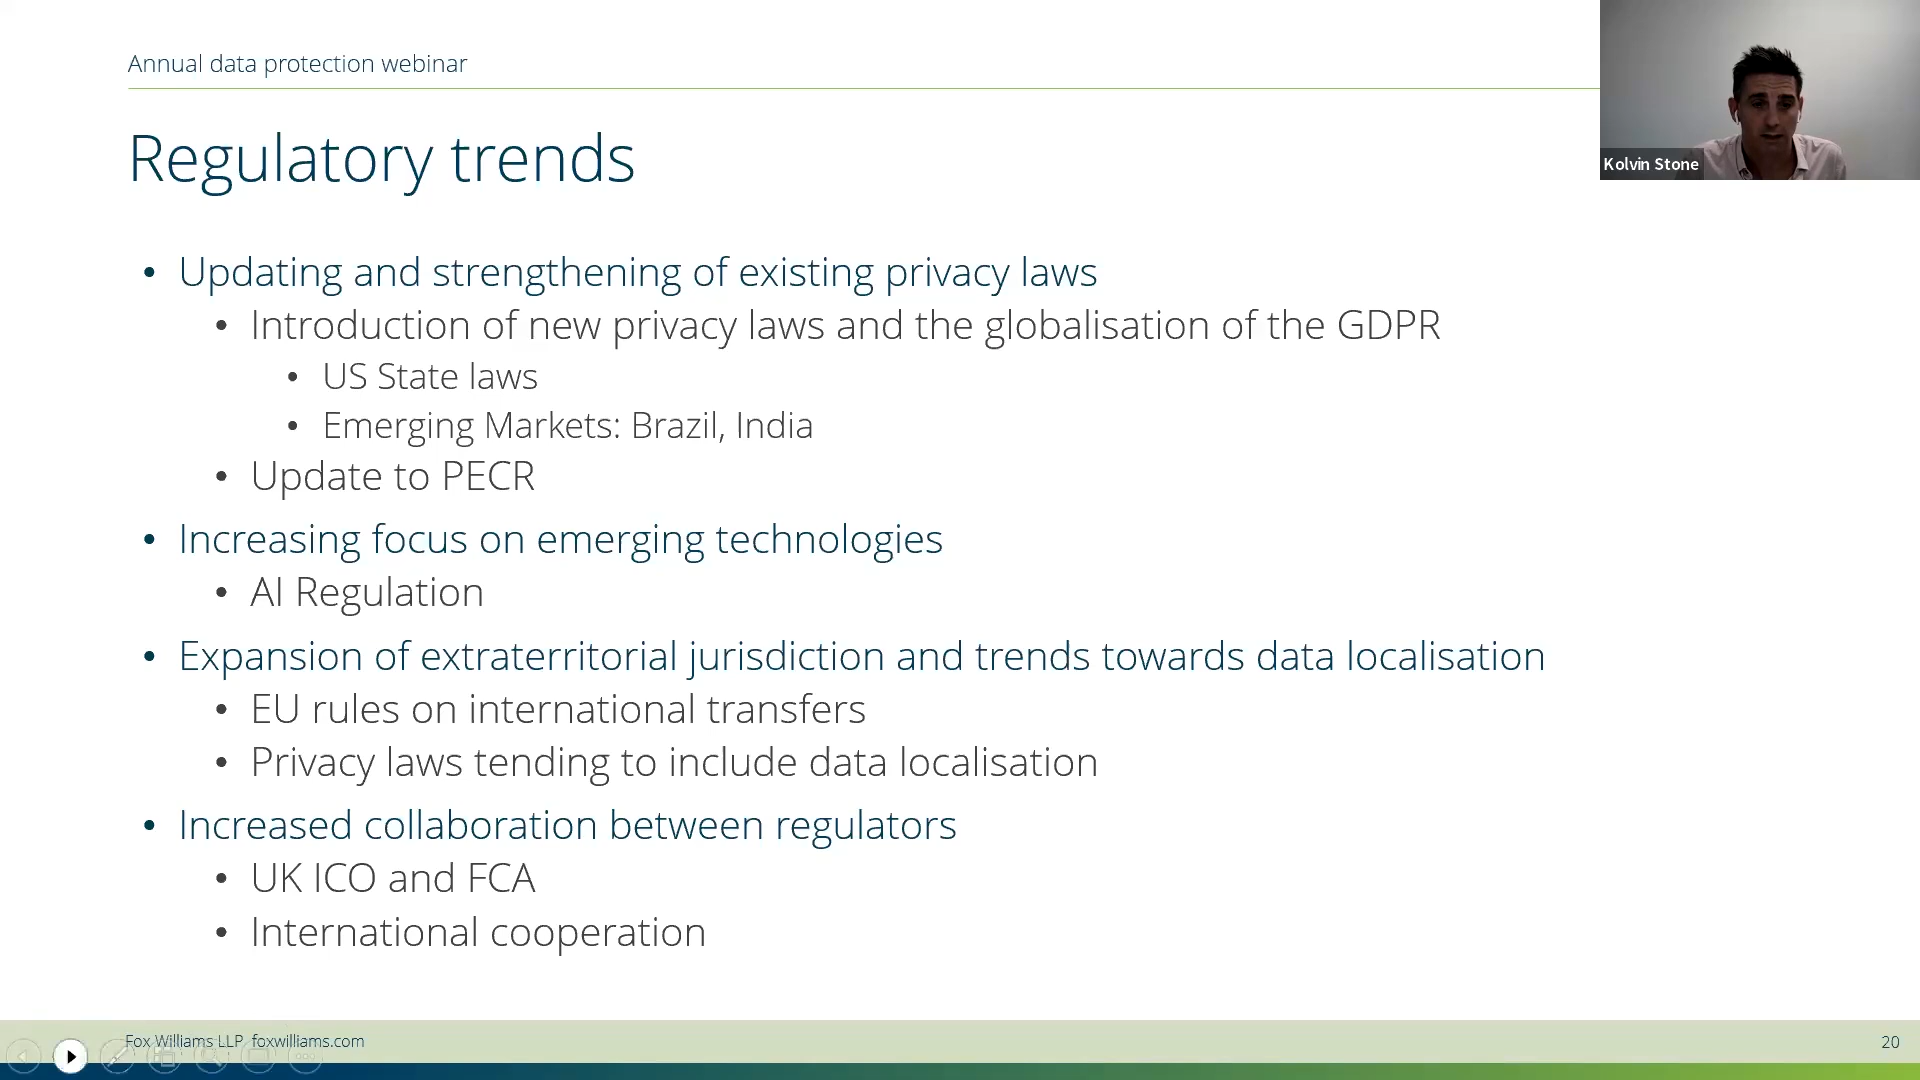 Annual data protection webinar
Kolvin Stone
Regulatory trends
• Updating and strengthening of existing privacy laws
• Introduction of new privacy laws and the globalisation of the GDPR
• US State laws
• Emerging Markets: Brazil, India
• Update to PECR
• Increasing focus on emerging technologies
• AI Regulation
• Expansion of extraterritorial jurisdiction and trends towards data localisation
• EU rules on international transfers
• Privacy laws tending to include data localisation
• Increased collaboration between regulators
• UK ICO and FCA
• International cooperation
Fox Williams LLP foxwilliams.com
20